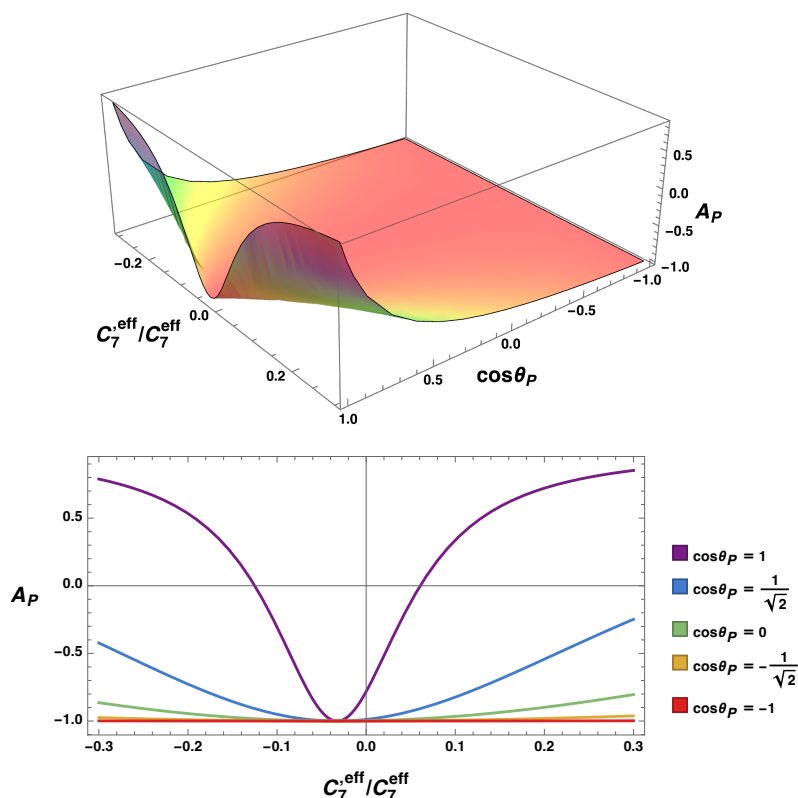 0.5
0.0
−0.5
−1.0
A_P
−0.2
0.0
0.2
C_7^{,eff}/C_7^{eff}
1.0
0.5
0.0
−0.5
−1.0
cosθ_P
0.5
0.0
−0.5
−1.0
A_P
−0.3 −0.2 −0.1 0.0 0.1 0.2 0.3
C_7^{,eff}/C_7^{eff}
cosθ_P = 1
cosθ_P = 1/√2
cosθ_P = 0
cosθ_P = −1/√2
cosθ_P = −1